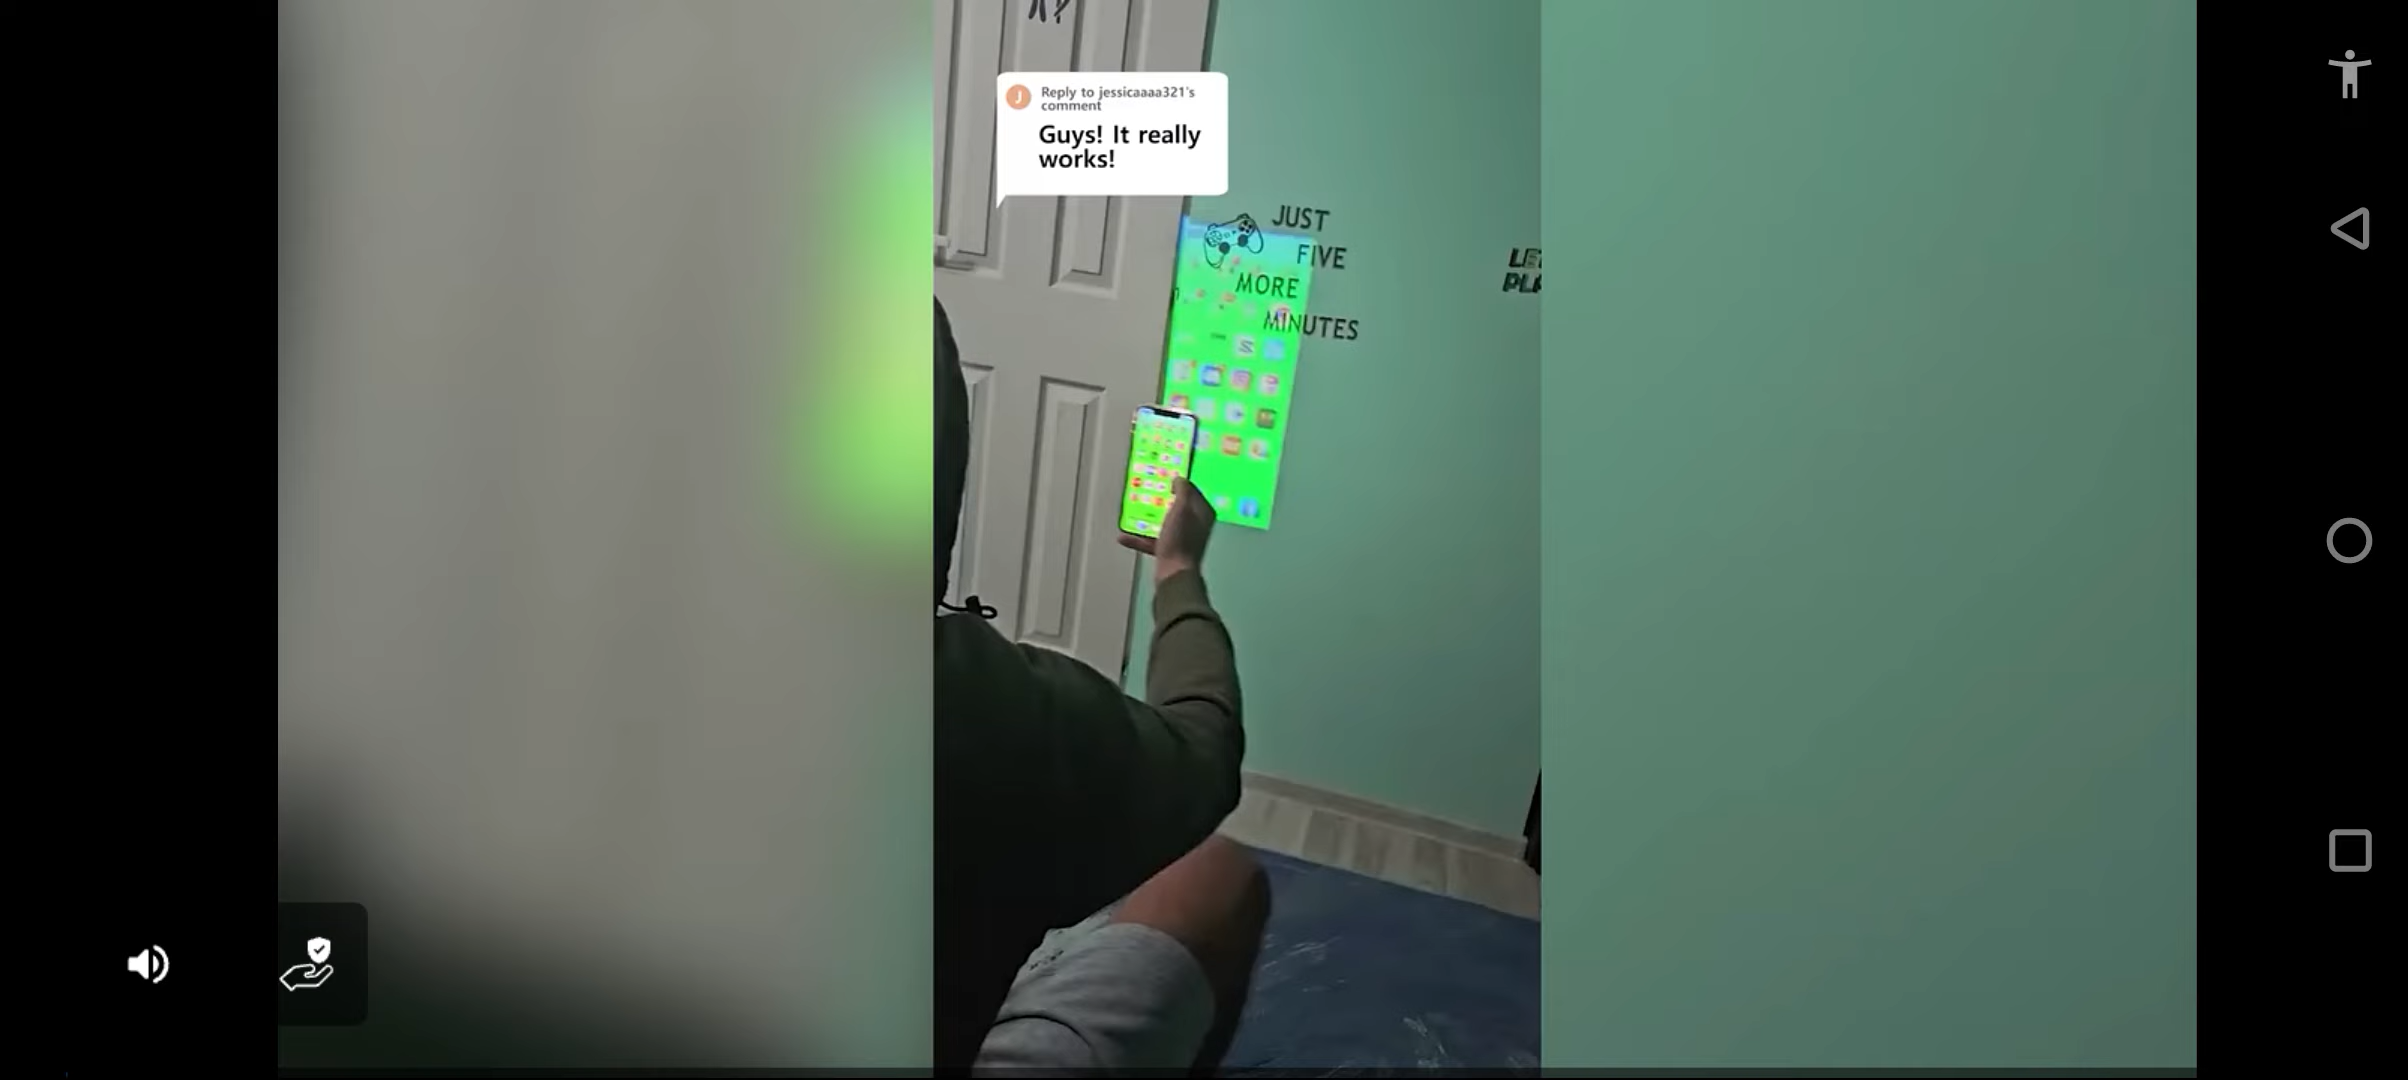 J
Reply to jessicaaaa321's
comment
Guys! It really
works!
JUST
FIVE
MORE
MINUTES